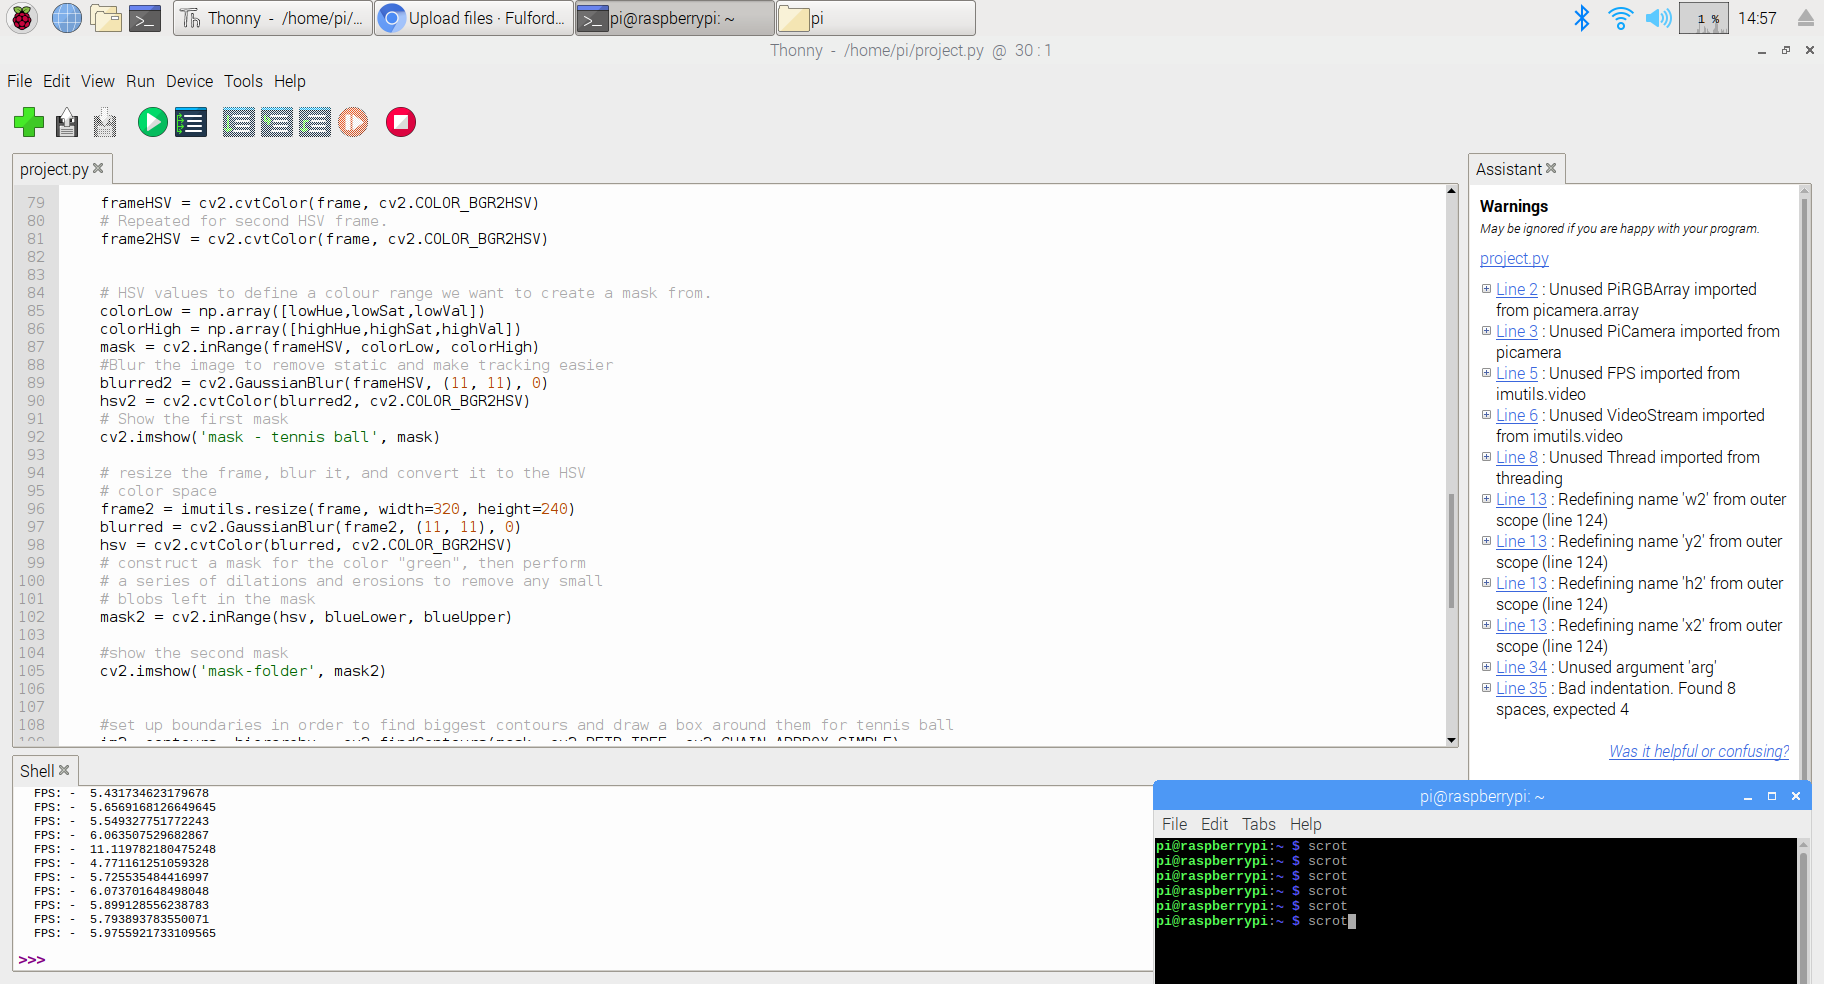 Thonny - /home/pi/...
Upload files · Fulford...
pi@raspberrypi: ~
pi
1 %
14:57
Thonny - /home/pi/project.py @ 30 : 1
File Edit View Run Device Tools Help
project.py
79 frameHSV = cv2.cvtColor(frame, cv2.COLOR_BGR2HSV)
80 # Repeated for second HSV frame.
81 frame2HSV = cv2.cvtColor(frame, cv2.COLOR_BGR2HSV)
82
83
84 # HSV values to define a colour range we want to create a mask from.
85 colorLow = np.array([lowHue,lowSat,lowVal])
86 colorHigh = np.array([highHue,highSat,highVal])
87 mask = cv2.inRange(frameHSV, colorLow, colorHigh)
88 #Blur the image to remove static and make tracking easier
89 blurred2 = cv2.GaussianBlur(frameHSV, (11, 11), 0)
90 hsv2 = cv2.cvtColor(blurred2, cv2.COLOR_BGR2HSV)
91 # Show the first mask
92 cv2.imshow('mask - tennis ball', mask)
93
94 # resize the frame, blur it, and convert it to the HSV
95 # color space
96 frame2 = imutils.resize(frame, width=320, height=240)
97 blurred = cv2.GaussianBlur(frame2, (11, 11), 0)
98 hsv = cv2.cvtColor(blurred, cv2.COLOR_BGR2HSV)
99 # construct a mask for the color "green", then perform
100 # a series of dilations and erosions to remove any small
101 # blobs left in the mask
102 mask2 = cv2.inRange(hsv, blueLower, blueUpper)
103
104 #show the second mask
105 cv2.imshow('mask-folder', mask2)
106
107
108 #set up boundaries in order to find biggest contours and draw a box around them for tennis ball
Assistant
Warnings
May be ignored if you are happy with your program.
project.py
Line 2 : Unused PiRGBArray imported
from picamera.array
Line 3 : Unused PiCamera imported from
picamera
Line 5 : Unused FPS imported from
imutils.video
Line 6 : Unused VideoStream imported
from imutils.video
Line 8 : Unused Thread imported from
threading
Line 13 : Redefining name 'w2' from outer
scope (line 124)
Line 13 : Redefining name 'y2' from outer
scope (line 124)
Line 13 : Redefining name 'h2' from outer
scope (line 124)
Line 13 : Redefining name 'x2' from outer
scope (line 124)
Line 34 : Unused argument 'arg'
Line 35 : Bad indentation. Found 8
spaces, expected 4
Was it helpful or confusing?
Shell
FPS: - 5.431734623179678
FPS: - 5.6569168126649645
FPS: - 5.549327751772243
FPS: - 6.063507529682867
FPS: - 11.119782180475248
FPS: - 4.771161251059328
FPS: - 5.725535484416997
FPS: - 6.073701648498048
FPS: - 5.899128556238783
FPS: - 5.793893783550071
FPS: - 5.9755921733109565
>>>
pi@raspberrypi: ~
File Edit Tabs Help
pi@raspberrypi:~ $ scrot
pi@raspberrypi:~ $ scrot
pi@raspberrypi:~ $ scrot
pi@raspberrypi:~ $ scrot
pi@raspberrypi:~ $ scrot
pi@raspberrypi:~ $ scrot